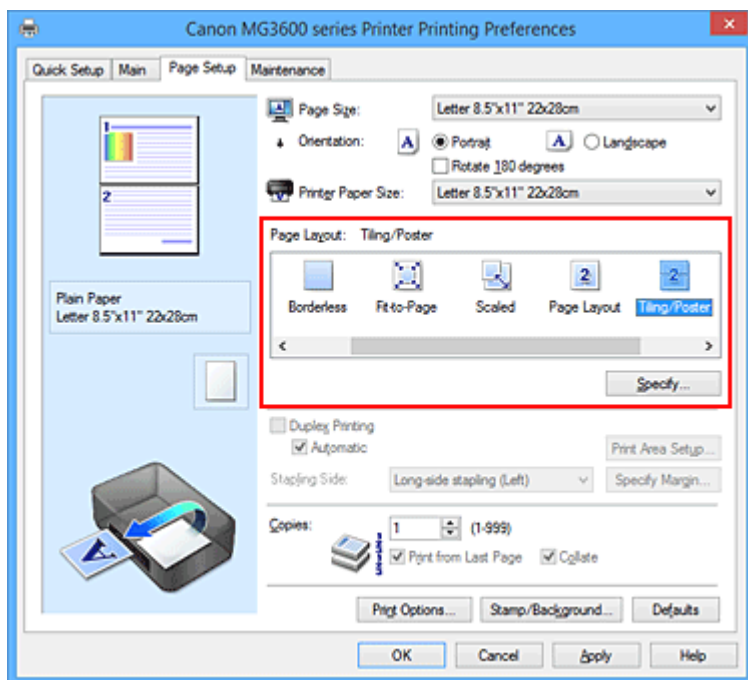 Canon MG3600 series Printer Printing Preferences
Quick Setup Main Page Setup Maintenance
1
2
Plain Paper
Letter 8.5"x11" 22x28cm
Page Size: Letter 8.5"x11" 22x28cm
Orientation: A Portrait A Landscape
Rotate 180 degrees
Printer Paper Size: Letter 8.5"x11" 22x28cm
Page Layout: Tiling/Poster
2 2
Borderless Fit-to-Page Scaled Page Layout Tiling/Poster
Specify...
Duplex Printing
Automatic Print Area Setup...
Stapling Side: Long-side stapling (Left) Specify Margin...
Copies: 1 (1-999)
Print from Last Page Collate
A
Print Options... Stamp/Background... Defaults
OK Cancel Apply Help